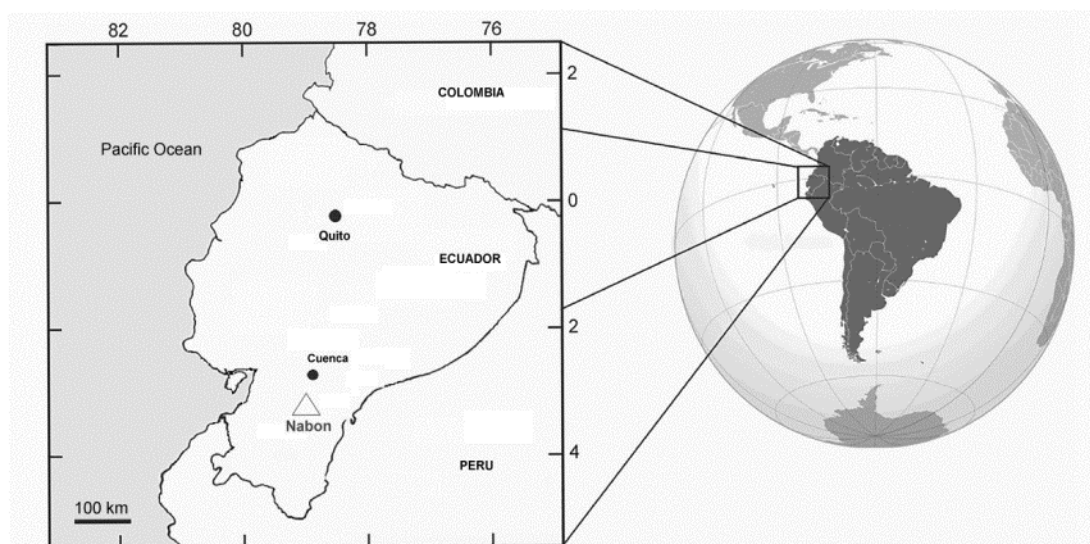 82 80 78 76
COLOMBIA
2
Pacific Ocean
0
Quito
ECUADOR
2
Cuenca
Nabon
4
PERU
100 km